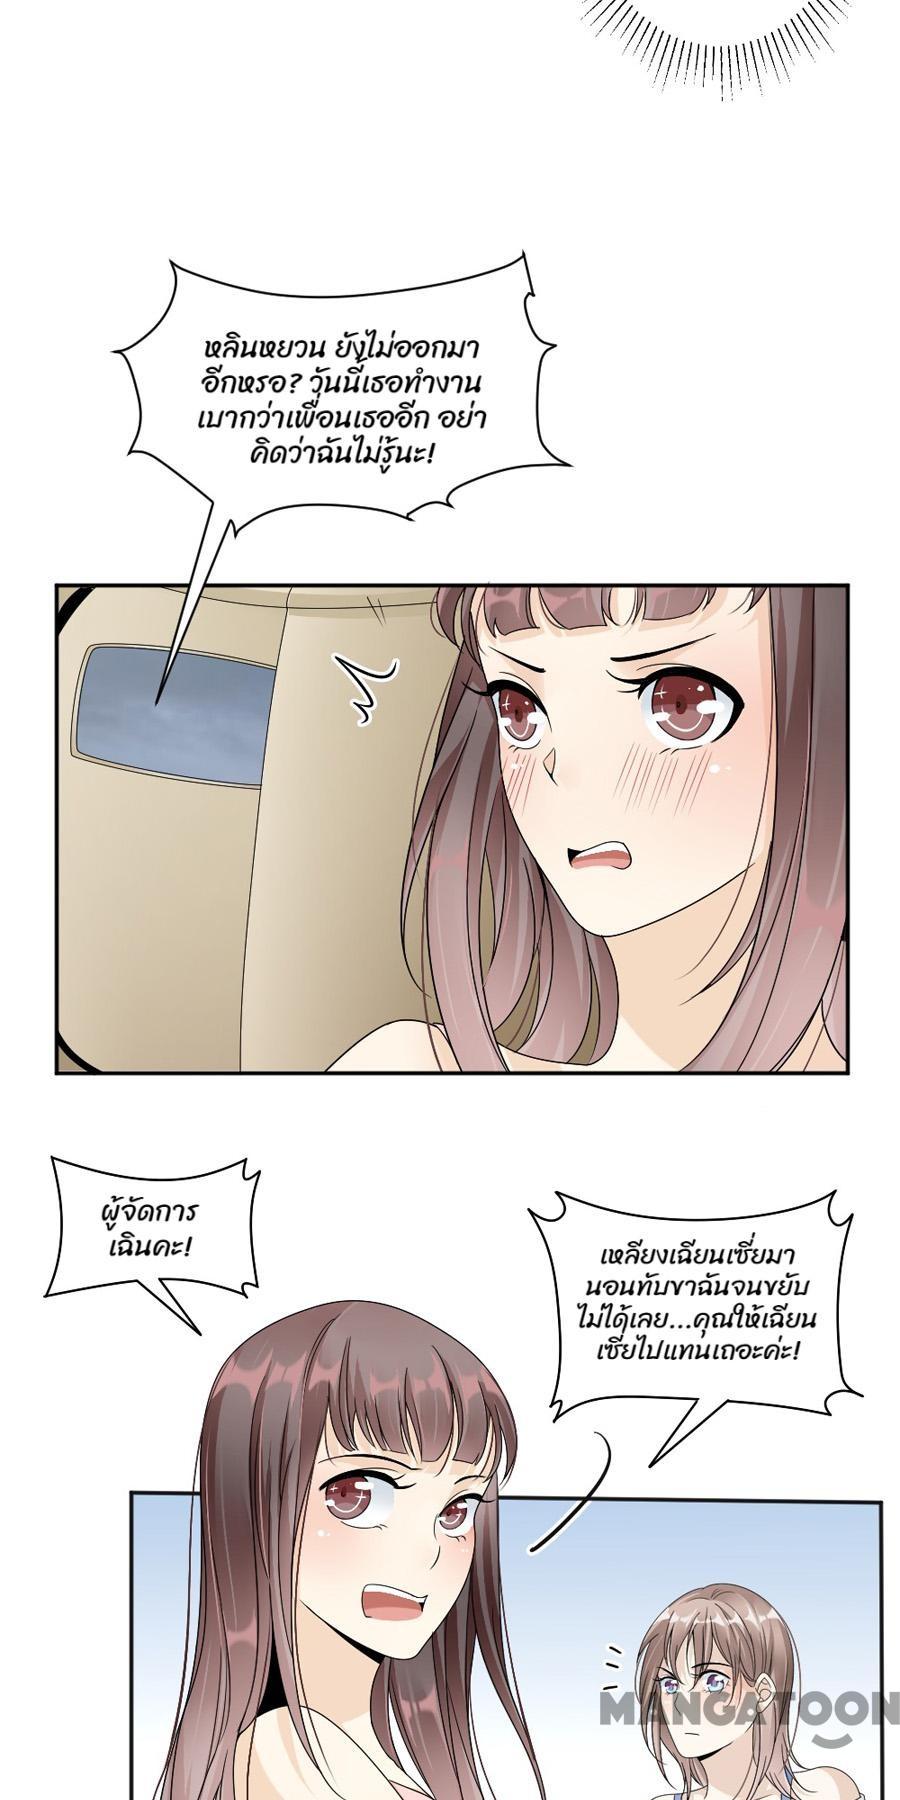 หลินหยวน ยังไม่ออกมา
อีกหรอ? วันนี้เธอทำงาน
เบากว่าเพื่อนเธออีก อย่า
คิดว่าฉันไม่รู้นะ!
ผู้จัดการ
เฉินคะ!
เหลียงเฉียนเซี่ยมา
นอนทับขาฉันจนขยับ
ไม่ได้เลย...คุณให้เฉียน
เซี่ยไปแทนเถอะค่ะ!
MANGATOON